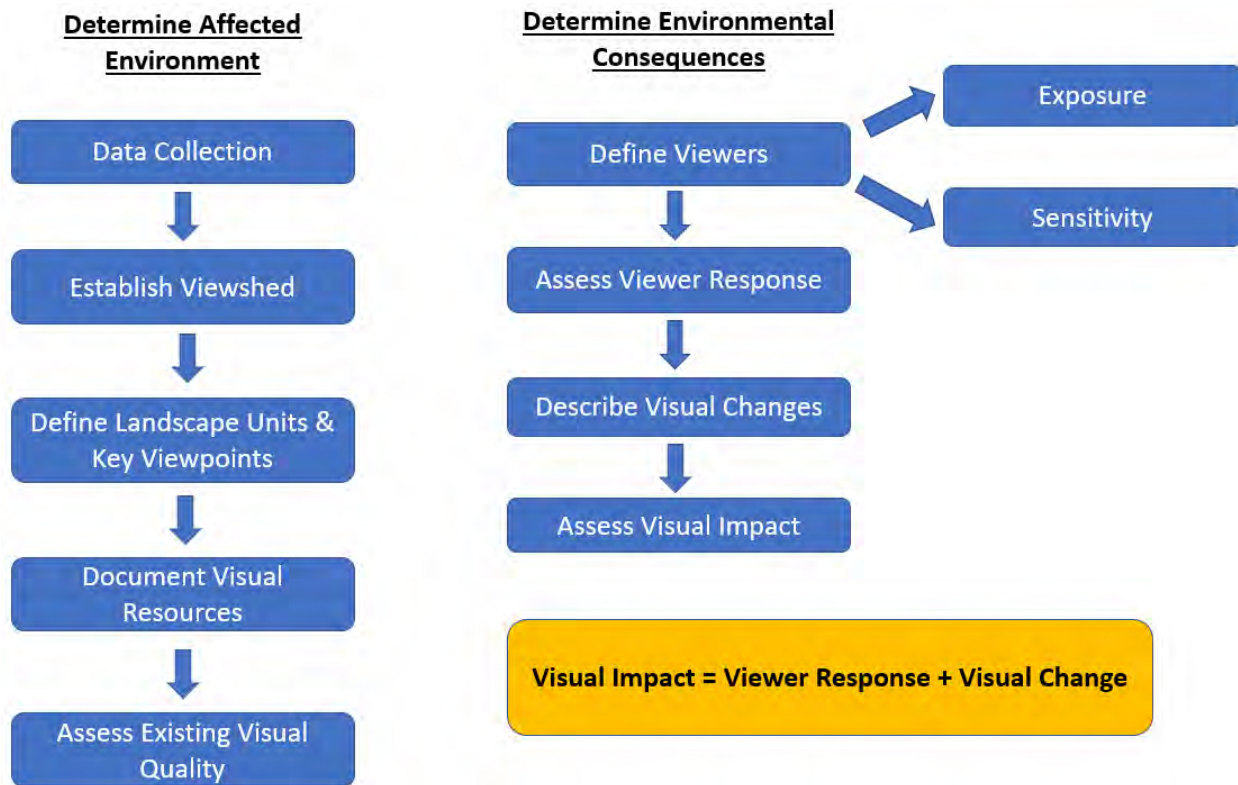 Determine Affected
Environment
Data Collection
Establish Viewshed
Define Landscape Units &
Key Viewpoints
Document Visual
Resources
Assess Existing Visual
Quality
Determine Environmental
Consequences
Define Viewers
Exposure
Sensitivity
Assess Viewer Response
Describe Visual Changes
Assess Visual Impact
Visual Impact = Viewer Response + Visual Change